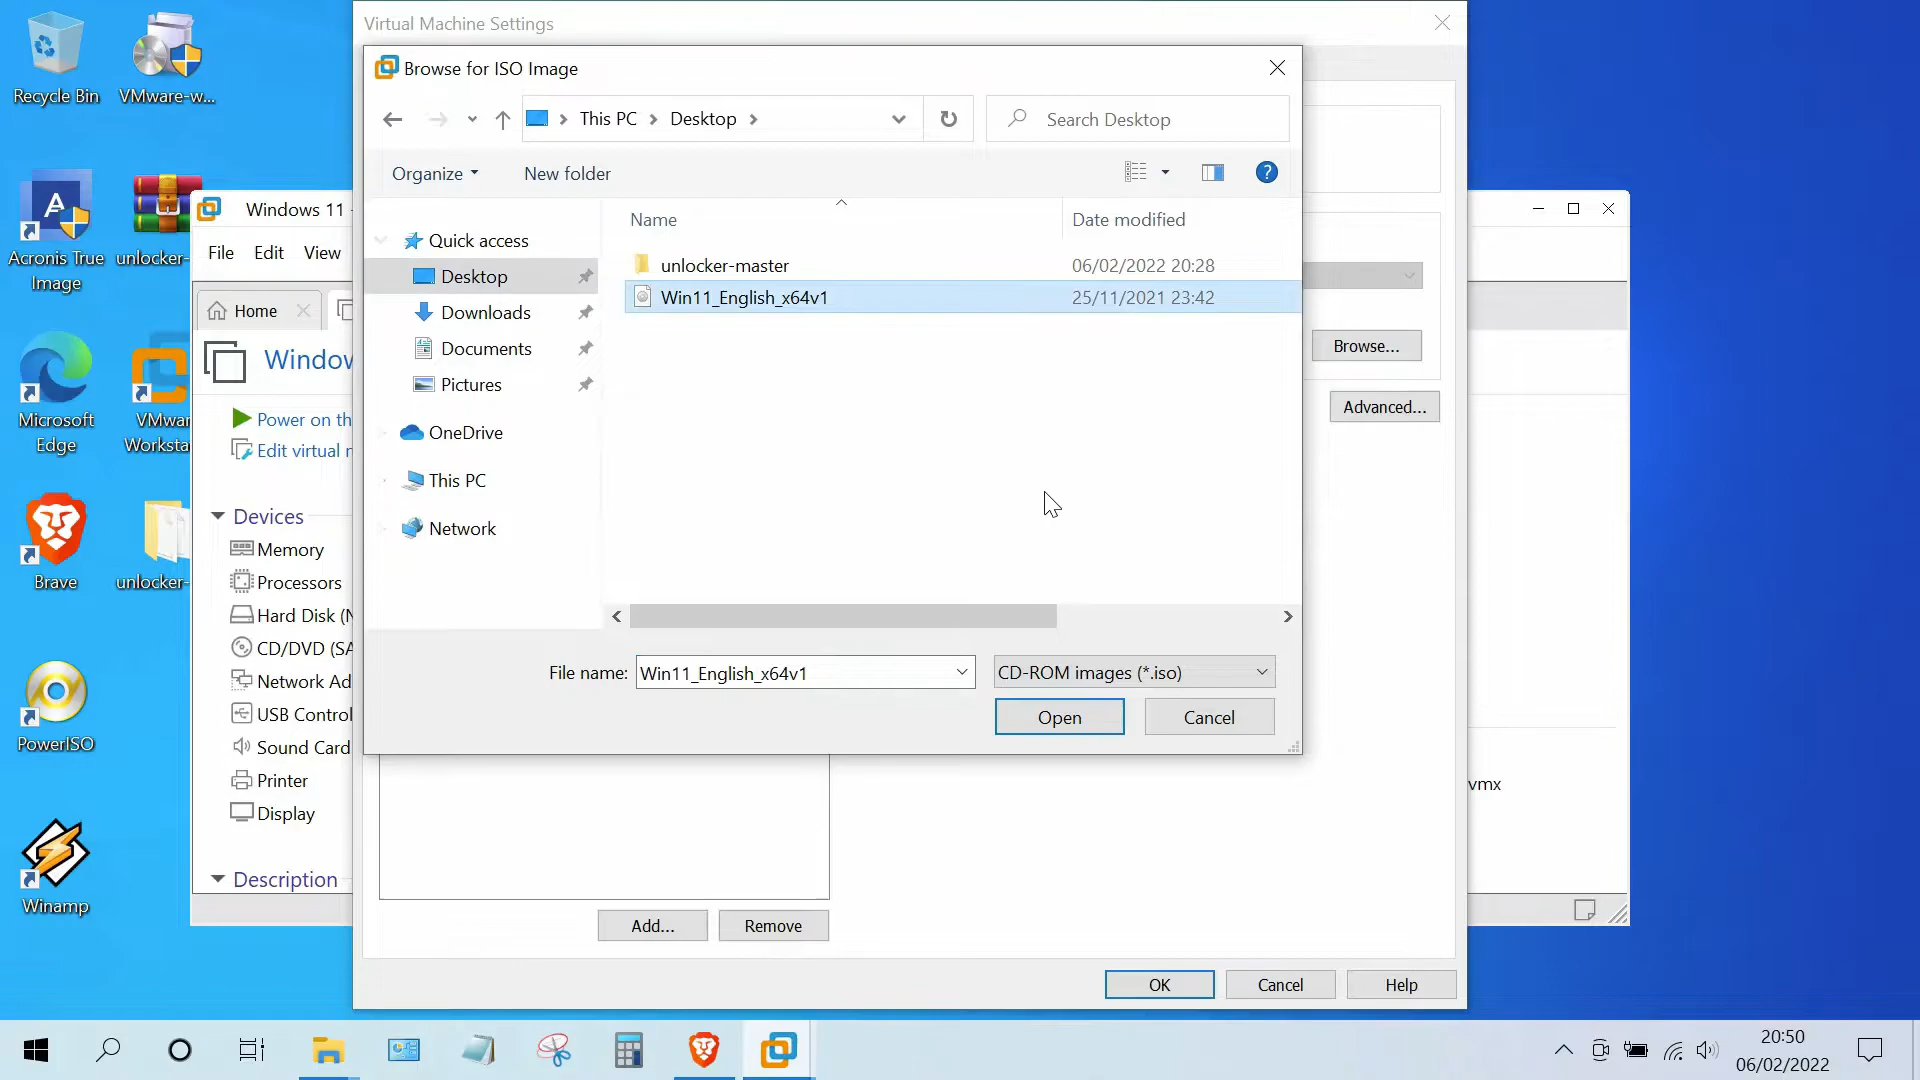 Recycle Bin
VMware-w...
Acronis True
Image
unlocker-
Microsoft
Edge
VMwar
Worksta
Brave
unlocker-
PowerISO
Winamp
Windows 11 -
File
Edit
View
Home
Window
Power on th
Edit virtual m
Devices
Memory
Processors
Hard Disk (N
CD/DVD (SA
Network Ad
USB Control
Sound Card
Printer
Display
Description
Virtual Machine Settings
Browse for ISO Image
This PC
Desktop
Search Desktop
Organize
New folder
Quick access
Desktop
Downloads
Documents
Pictures
OneDrive
This PC
Network
Name
Date modified
unlocker-master
06/02/2022 20:28
Win11_English_x64v1
25/11/2021 23:42
File name:
Win11_English_x64v1
CD-ROM images (*.iso)
Open
Cancel
Browse...
Advanced...
vmx
Add...
Remove
OK
Cancel
Help
20:50
06/02/2022